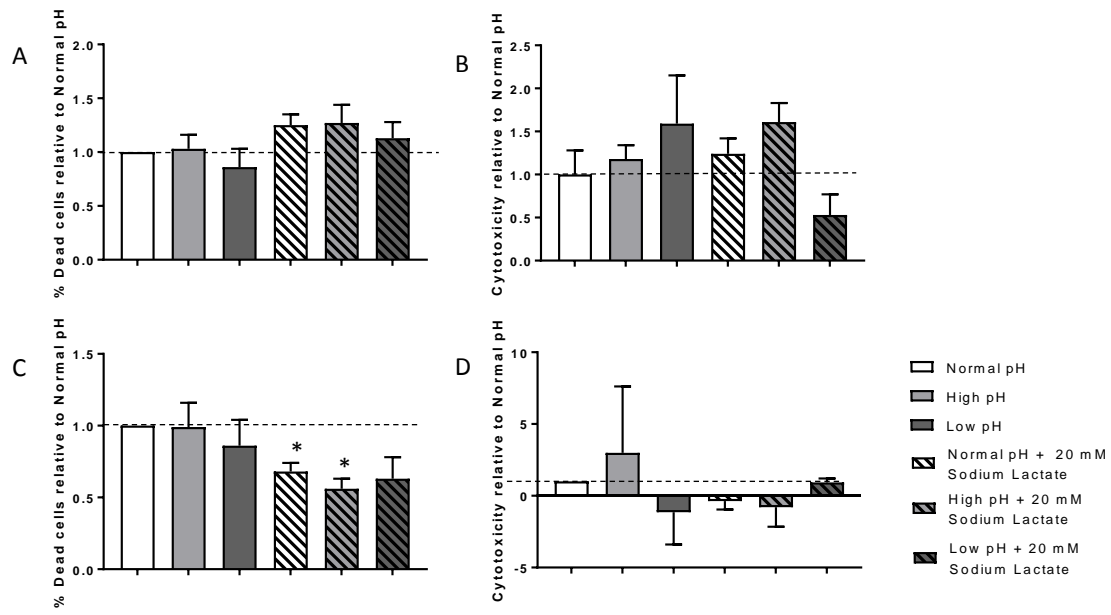 A
% Dead cells relative to Normal pH
2.0
1.5
1.0
0.5
0.0
B
Cytotoxicity relative to Normal pH
2.5
2.0
1.5
1.0
0.5
0.0
C
% Dead cells relative to Normal pH
1.5
1.0
0.5
0.0
*
*
D
Cytotoxicity relative to Normal pH
10
5
0
-5
Normal pH
High pH
Low pH
Normal pH + 20 mM
Sodium Lactate
High pH + 20 mM
Sodium Lactate
Low pH + 20 mM
Sodium Lactate